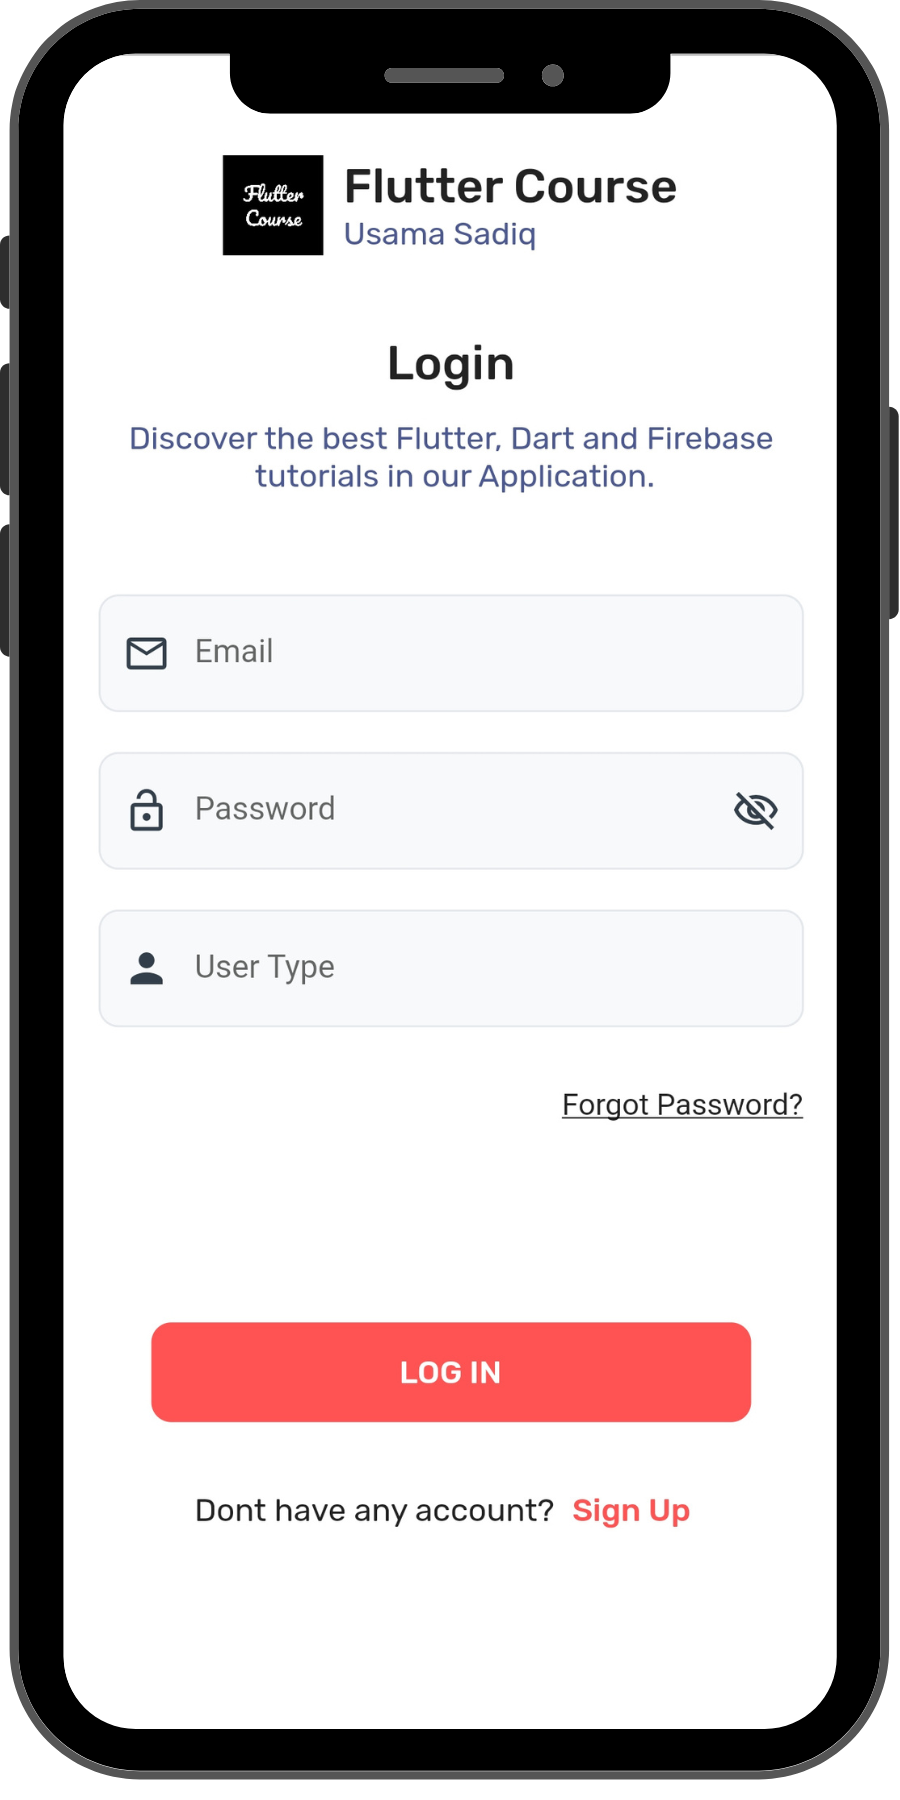 Flutter
Course
Flutter Course
Usama Sadiq
Login
Discover the best Flutter, Dart and Firebase
tutorials in our Application.
Email
Password
User Type
Forgot Password?
LOG IN
Dont have any account? Sign Up